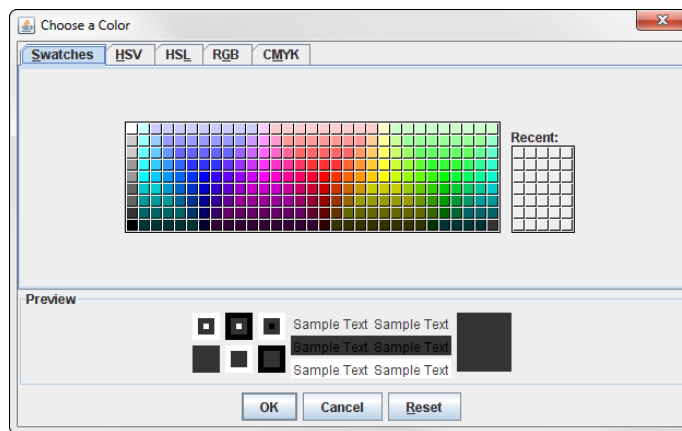 Choose a Color
Swatches HSV HSL RGB CMYK
Recent:
Preview
Sample Text Sample Text
Sample Text Sample Text
Sample Text Sample Text
OK Cancel Reset